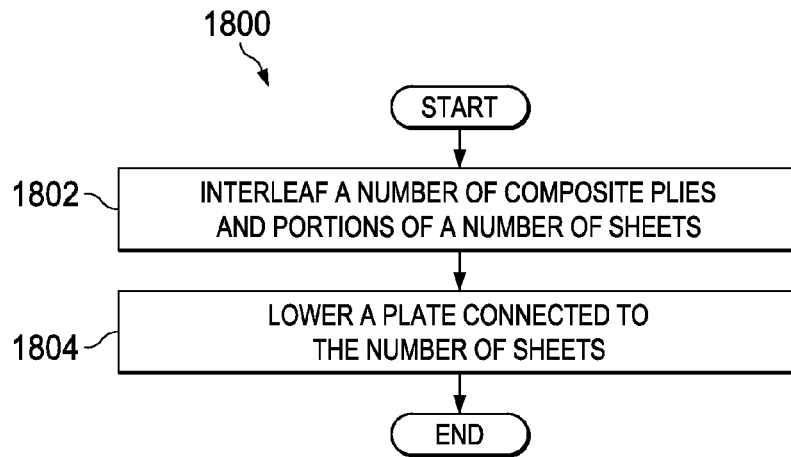 1800
START
1802
INTERLEAF A NUMBER OF COMPOSITE PLIES
AND PORTIONS OF A NUMBER OF SHEETS
1804
LOWER A PLATE CONNECTED TO
THE NUMBER OF SHEETS
END